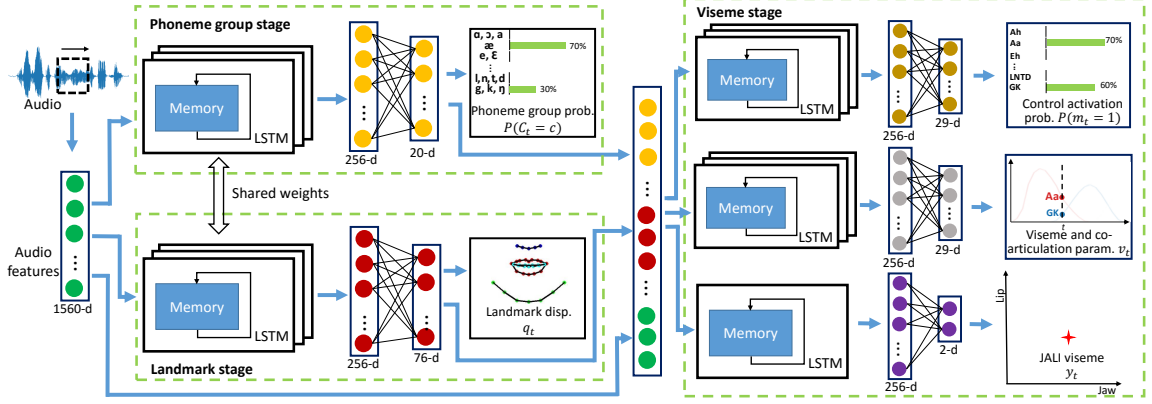 Audio
Audio
features
1560-d
Phoneme group stage
Memory
LSTM
256-d
20-d
ɑ, ɔ, a
æ
e, ɛ
⋮
l,n,t,d
g, k, ŋ
70%
30%
Phoneme group prob.
P(C_t = c)
Shared weights
Memory
LSTM
Landmark stage
256-d
76-d
Landmark disp.
q_t
Viseme stage
Memory
LSTM
256-d
29-d
Ah
Aa
Eh
⋮
LNTD
GK
70%
60%
Control activation
prob. P(m_t = 1)
Memory
LSTM
256-d
29-d
Aa
GK
t
Viseme and co-
articulation param. v_t
Memory
LSTM
256-d
2-d
Lip
JALI viseme
y_t
Jaw